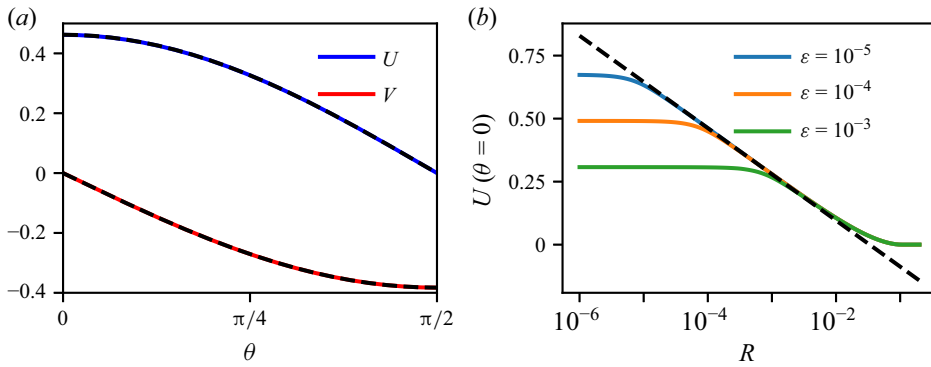 (a)
0.4
0.2
0
−0.2
−0.4
U
V
0
π/4
π/2
θ
(b)
U (θ = 0)
0.75
0.50
0.25
0
ε = 10⁻⁵
ε = 10⁻⁴
ε = 10⁻³
10⁻⁶
10⁻⁴
10⁻²
R